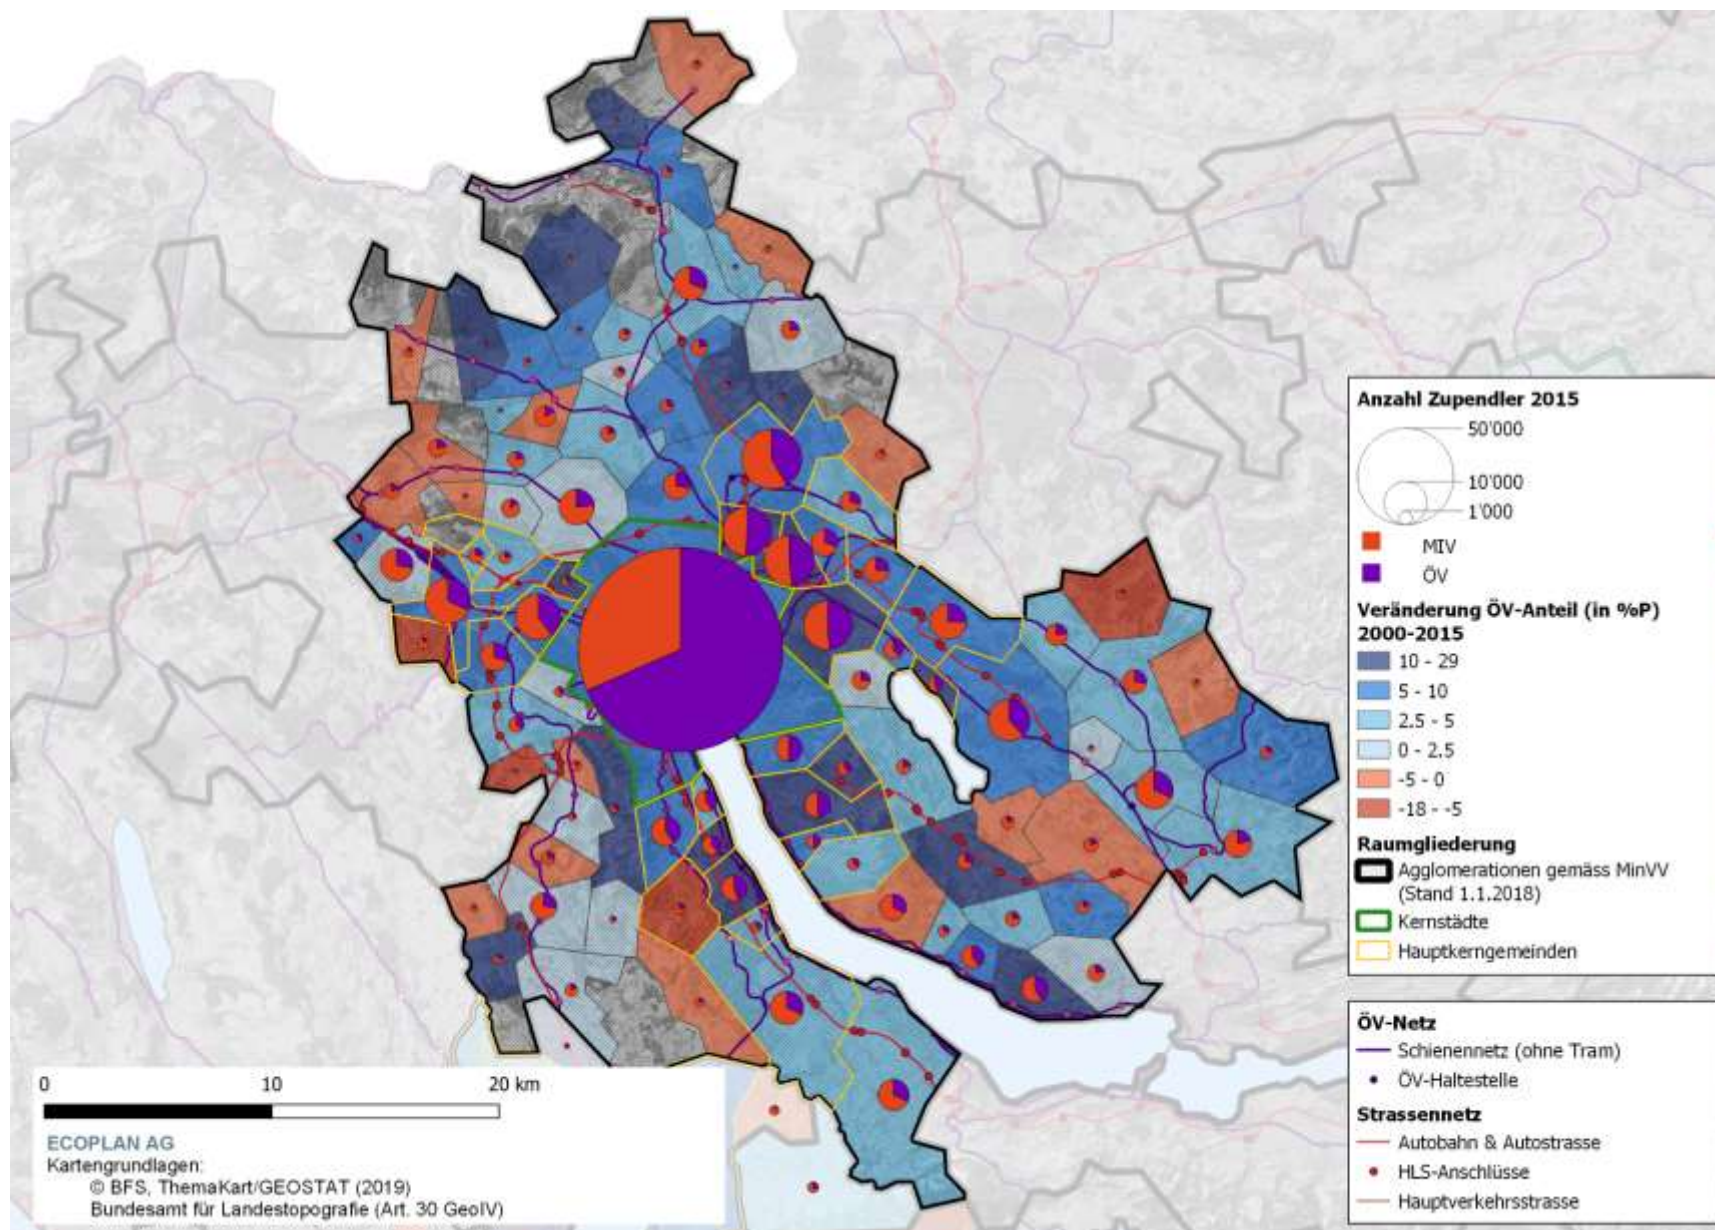 Anzahl Zupendler 2015
50'000
10'000
1'000
MIV
ÖV
Veränderung ÖV-Anteil (in %P)
2000-2015
10 - 29
5 - 10
2.5 - 5
0 - 2.5
-5 - 0
-18 - -5
Raumgliederung
Agglomerationen gemäss MinVV
(Stand 1.1.2018)
Kernstädte
Hauptkerngemeinden
ÖV-Netz
Schienennetz (ohne Tram)
ÖV-Haltestelle
Strassennetz
Autobahn & Autostrasse
HLS-Anschlüsse
Hauptverkehrsstrasse
0 10 20 km
ECOPLAN AG
Kartengrundlagen:
© BFS, ThemaKart/GEOSTAT (2019)
Bundesamt für Landestopografie (Art. 30 GeoIV)